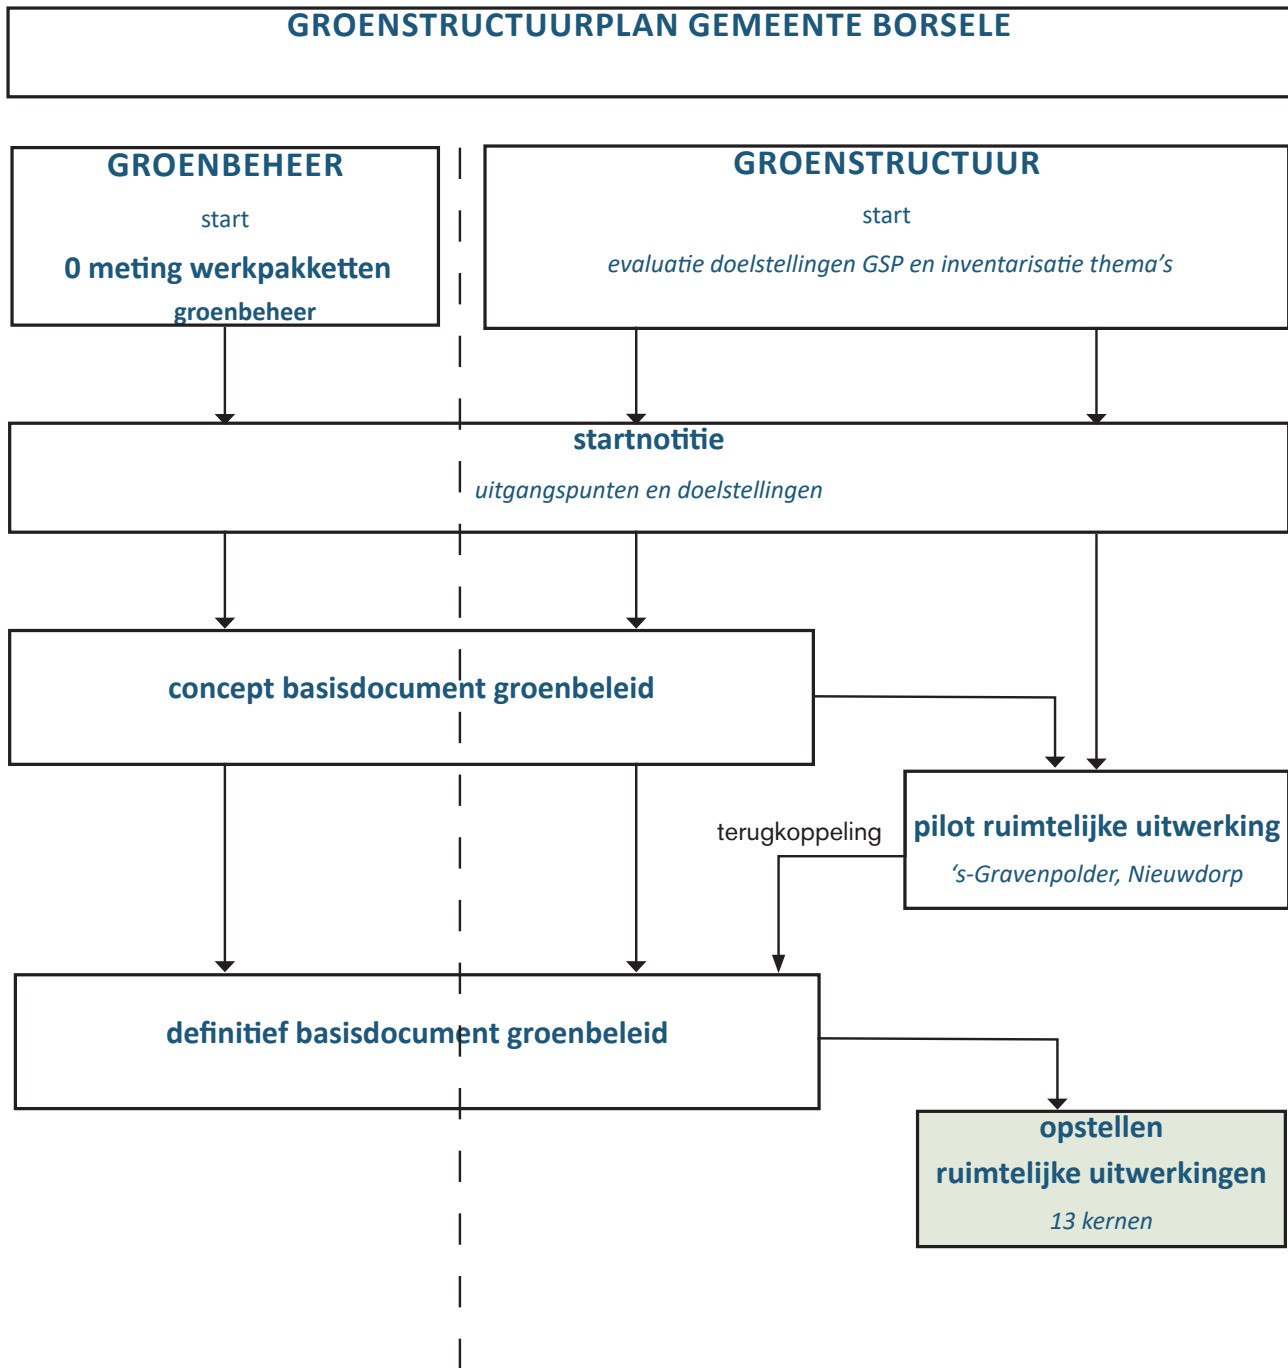 GROENSTRUCTUURPLAN GEMEENTE BORSELE
GROENBEHEER
start
0 meting werkpakketten
groenbeheer
GROENSTRUCTUUR
start
evaluatie doelstellingen GSP en inventarisatie thema's
startnotitie
uitgangspunten en doelstellingen
concept basisdocument groenbeleid
pilot ruimtelijke uitwerking
‘s-Gravenpolder, Nieuwdorp
terugkoppeling
definitief basisdocument groenbeleid
opstellen
ruimtelijke uitwerkingen
13 kernen